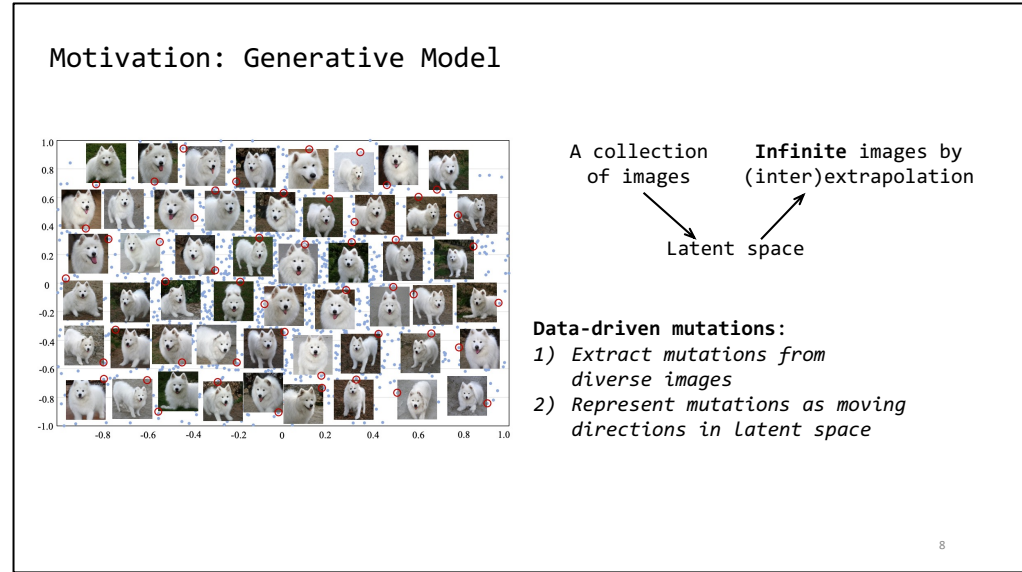 Motivation: Generative Model
1.0
0.8
0.6
0.4
0.2
0
-0.2
-0.4
-0.6
-0.8
-1.0
-0.8 -0.6 -0.4 -0.2 0 0.2 0.4 0.6 0.8 1.0
A collection
of images
Infinite images by
(inter)extrapolation
Latent space
Data-driven mutations:
1) Extract mutations from
diverse images
2) Represent mutations as moving
directions in latent space
8